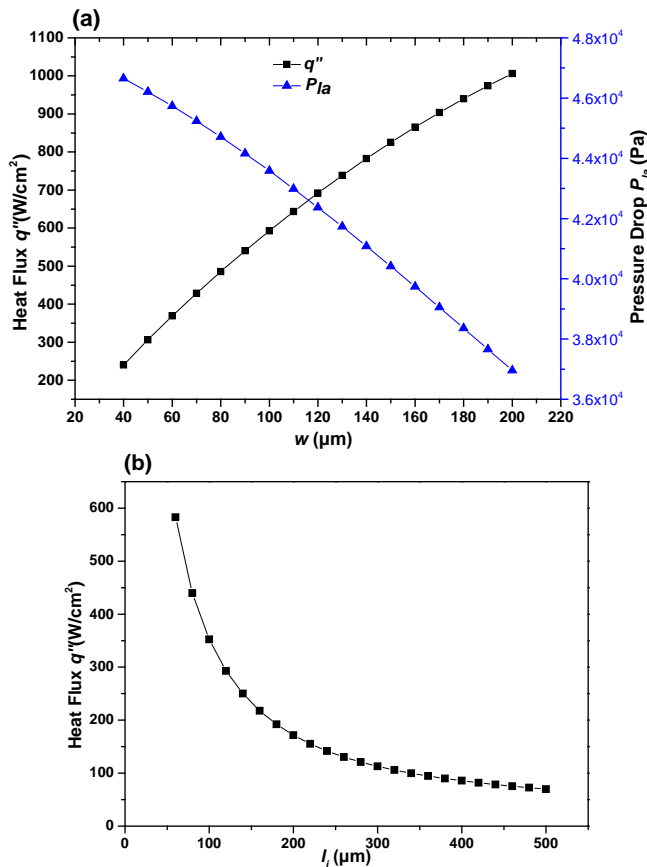 (a)
1100
1000
900
800
700
600
500
400
300
200
Heat Flux q"(W/cm²)
q"
Pla
4.8x10⁴
4.6x10⁴
4.4x10⁴
4.2x10⁴
4.0x10⁴
3.8x10⁴
3.6x10⁴
Pressure Drop Pla (Pa)
20 40 60 80 100 120 140 160 180 200 220
w (μm)
(b)
600
500
400
300
200
100
0
Heat Flux q"(W/cm²)
0 100 200 300 400 500
li (μm)